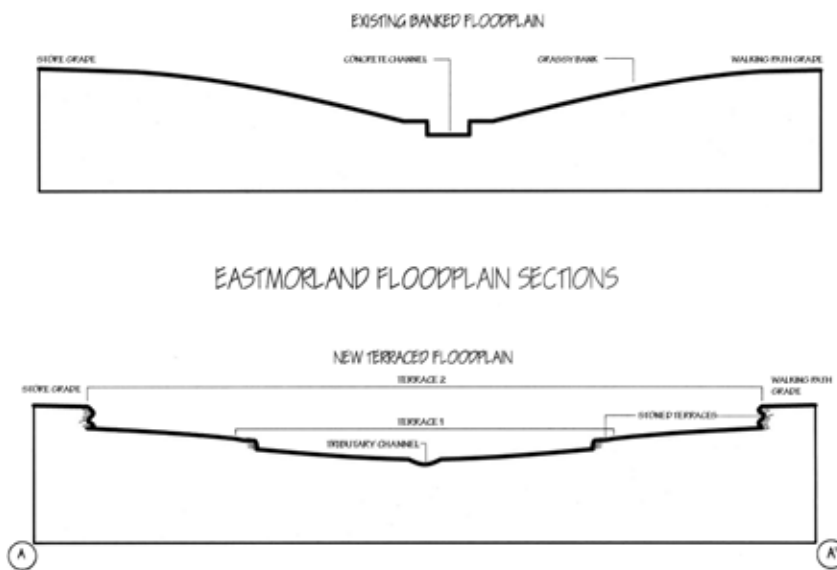 EXISTING BANKED FLOODPLAIN
STORE GRADE
CONCRETE CHANNEL
GRASSY BANK
WALKING PATH GRADE
EASTMORLAND FLOODPLAIN SECTIONS
NEW TERRACED FLOODPLAIN
STORE GRADE
TERRACE 2
WALKING PATH
GRADE
TERRACE 1
STONED TERRACES
TRIBUTARY CHANNEL
A
A'